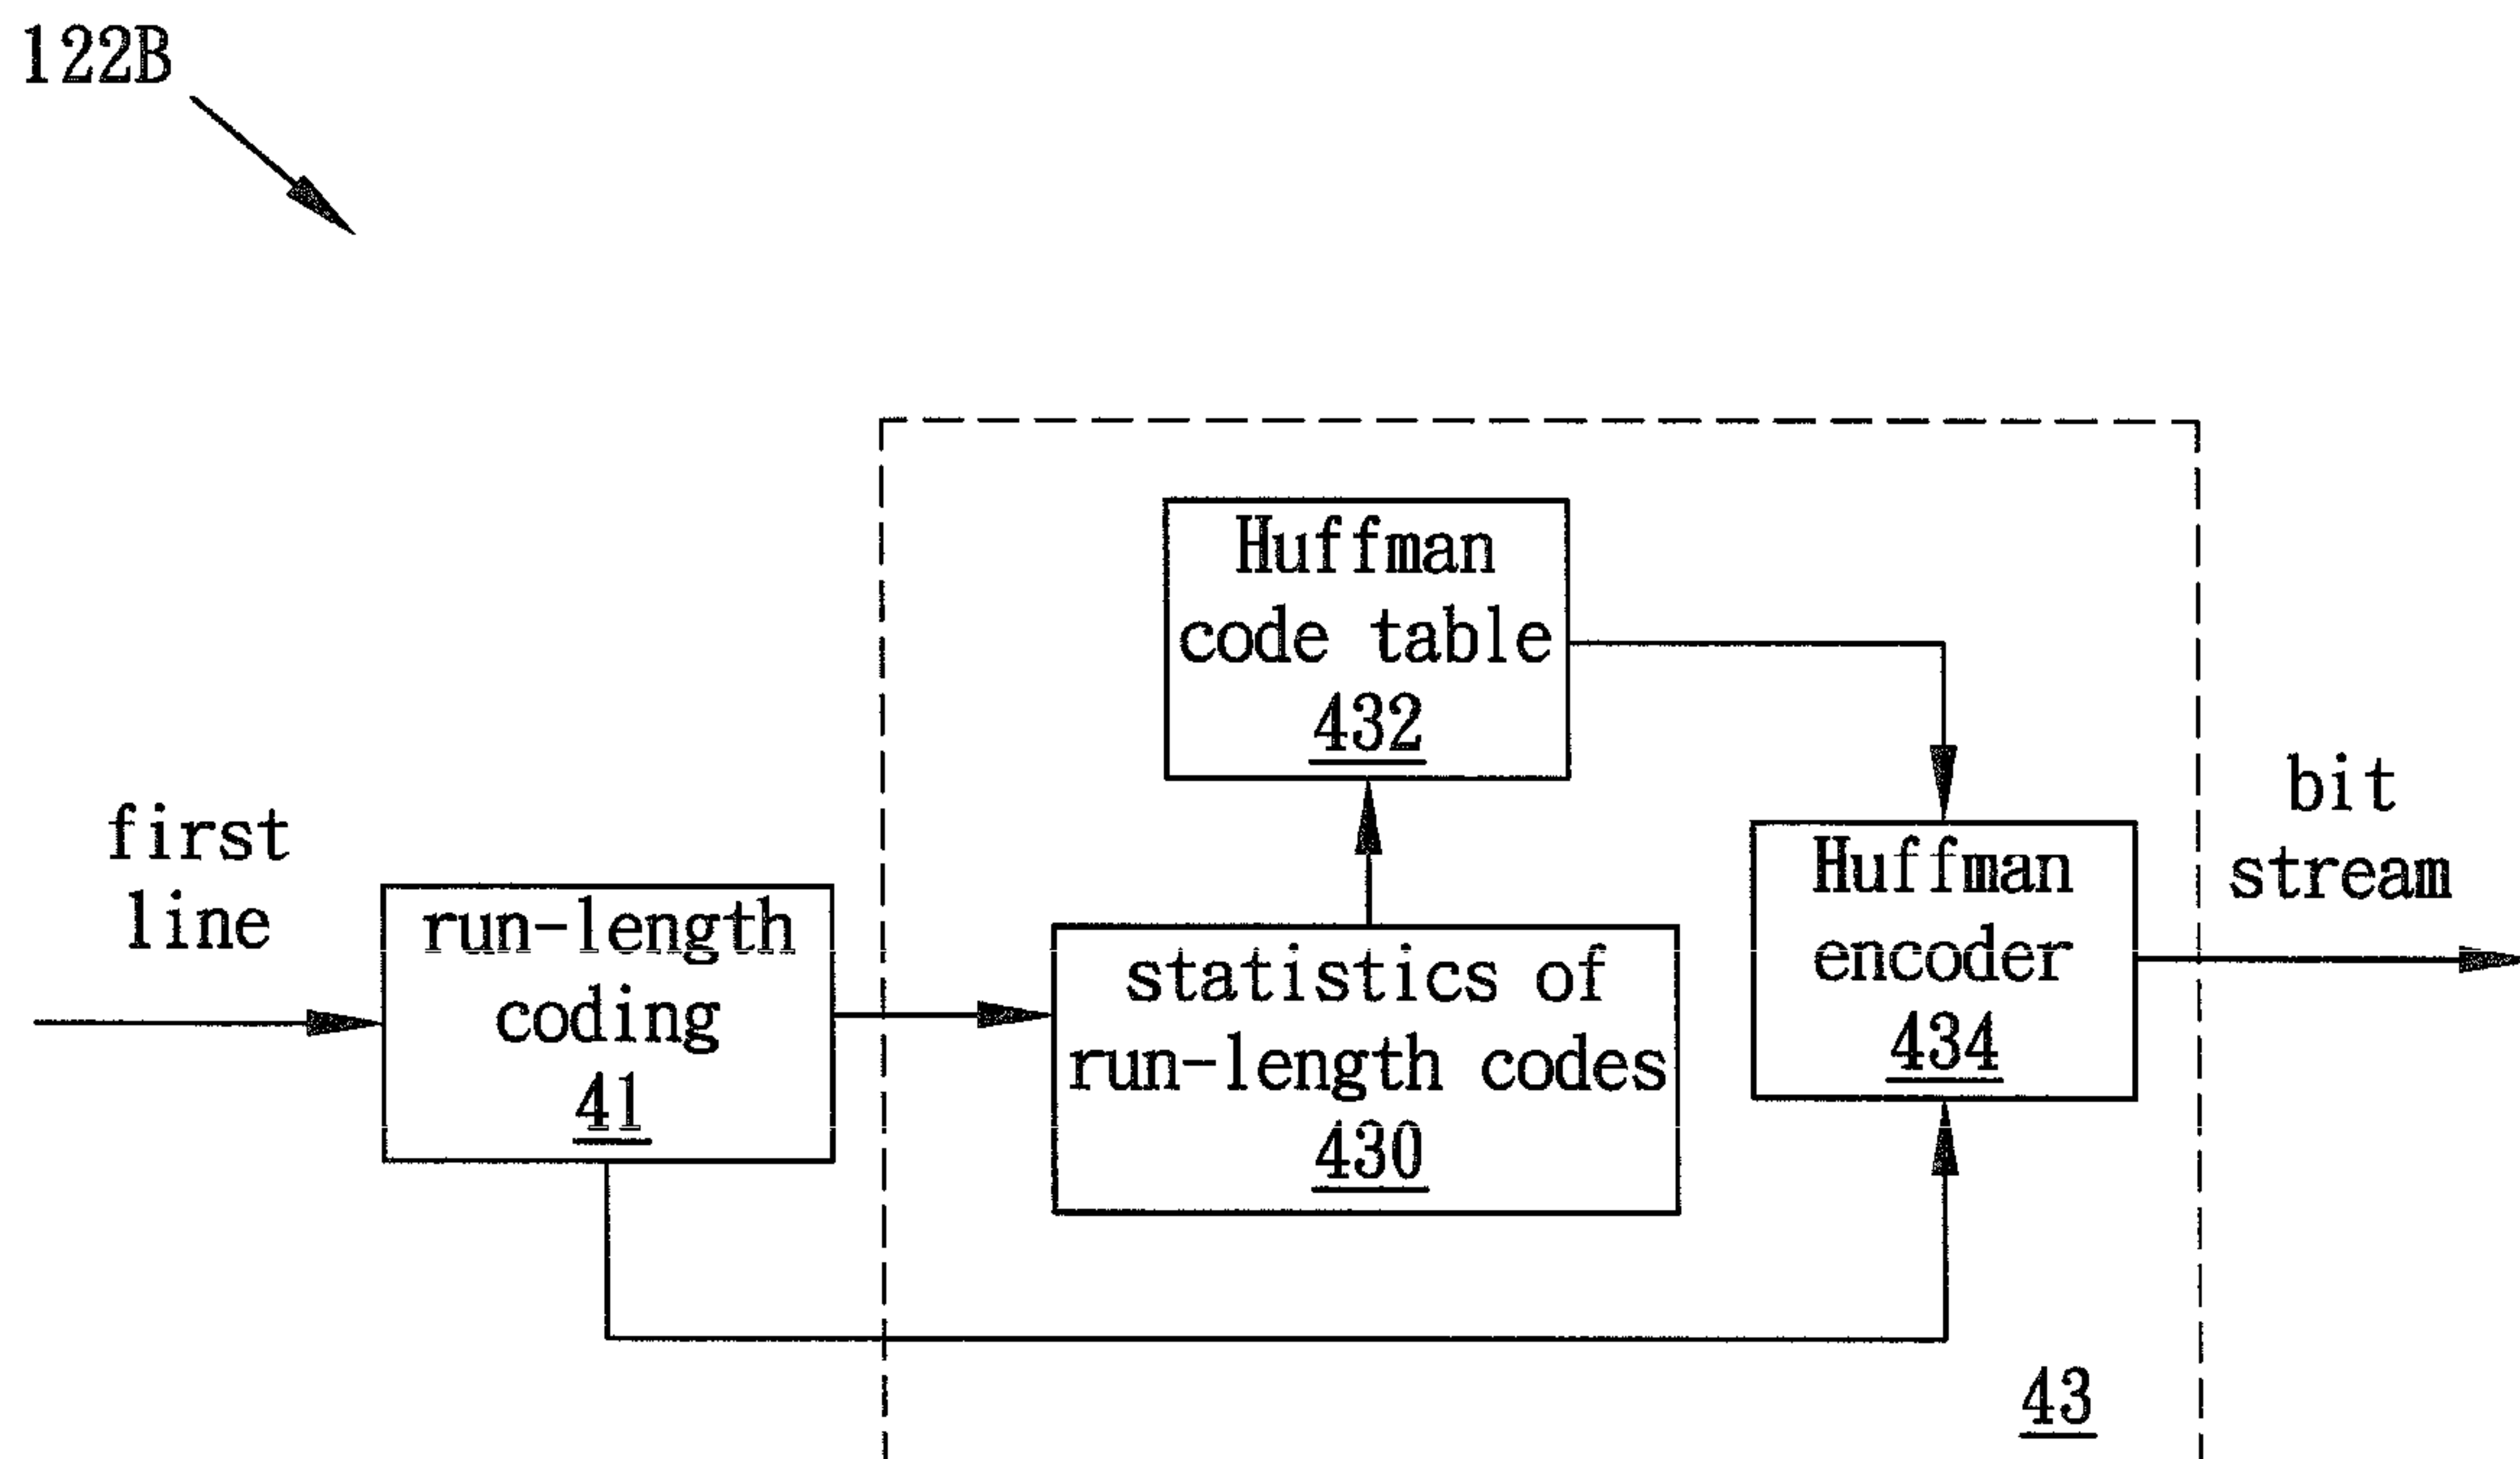 122B
first
line
run-length
coding
41
Huffman
code table
432
statistics of
run-length codes
430
Huffman
encoder
434
bit
stream
43